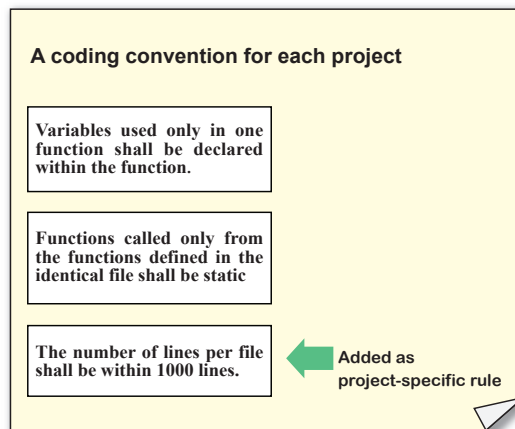 A coding convention for each project
Variables used only in one
function shall be declared
within the function.
Functions called only from
the functions defined in the
identical file shall be static
The number of lines per file
shall be within 1000 lines.
Added as
project-specific rule